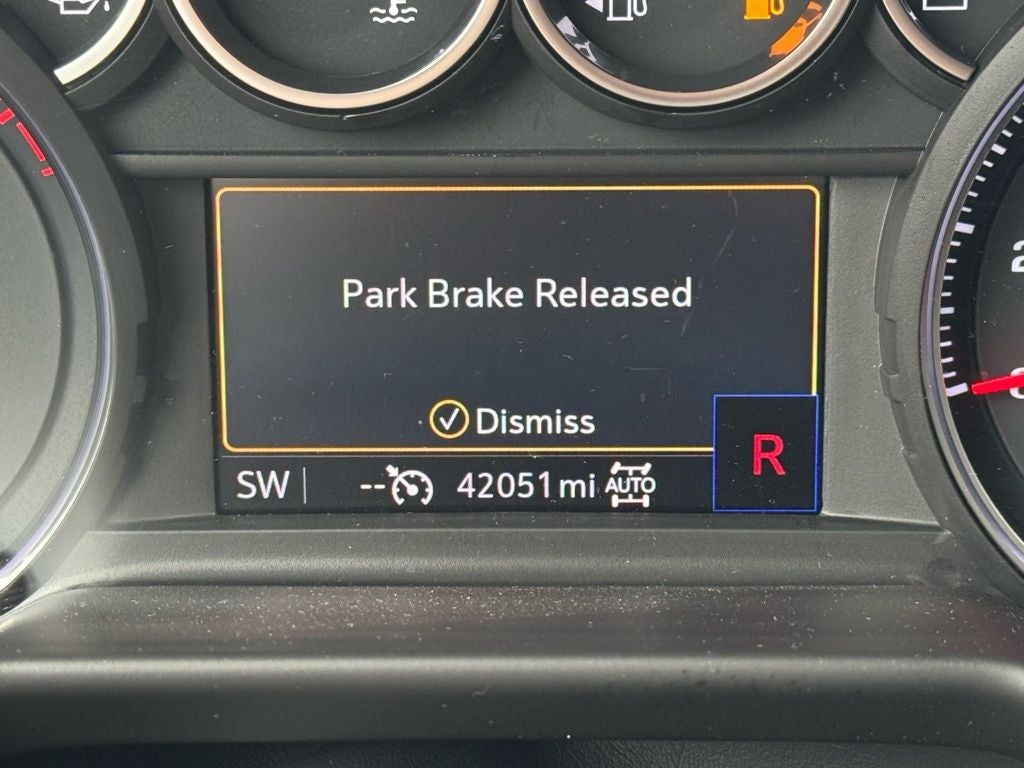 Park Brake Released
Dismiss
R
SW -- 42051 mi AUTO